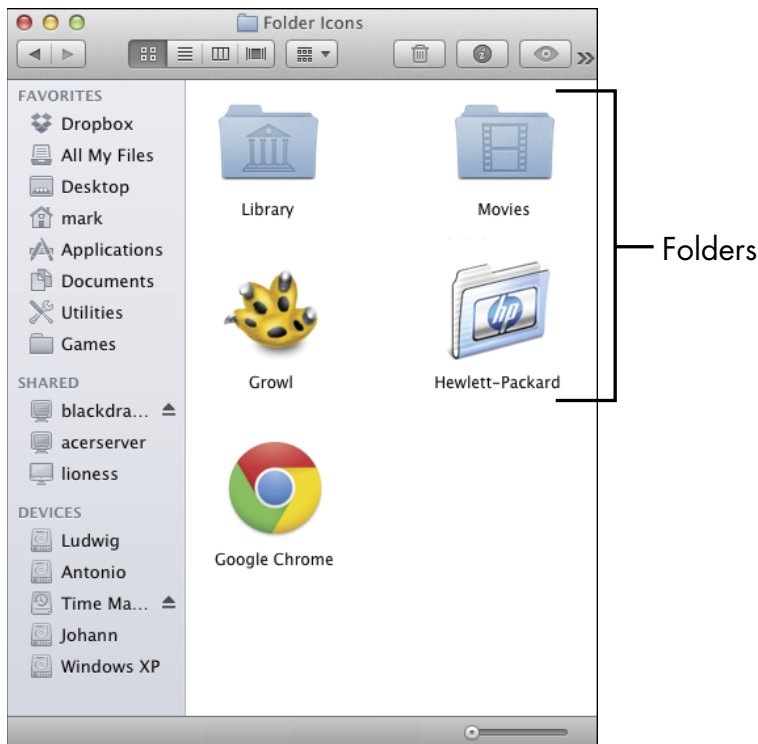 Folder Icons
FAVORITES
Dropbox
All My Files
Desktop
mark
Applications
Documents
Utilities
Games
SHARED
blackdra...
acerserver
lioness
DEVICES
Ludwig
Antonio
Time Ma...
Johann
Windows XP
Library
Movies
hp
Growl
Hewlett-Packard
Google Chrome
Folders